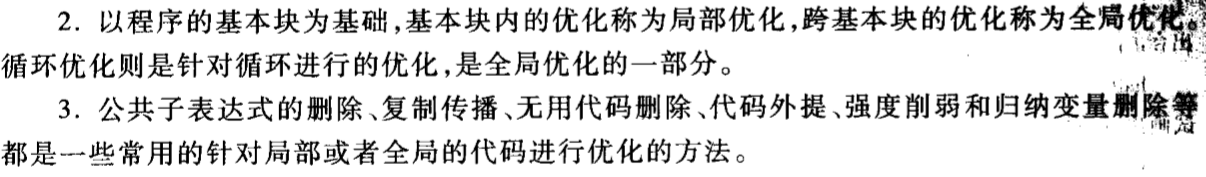 2. 以程序的基本块为基础,基本块内的优化称为局部优化,跨基本块的优化称为全局优化。
循环优化则是针对循环进行的优化,是全局优化的一部分。
3. 公共子表达式的删除、复制传播、无用代码删除、代码外提、强度削弱和归纳变量删除等
都是一些常用的针对局部或者全局的代码进行优化的方法。